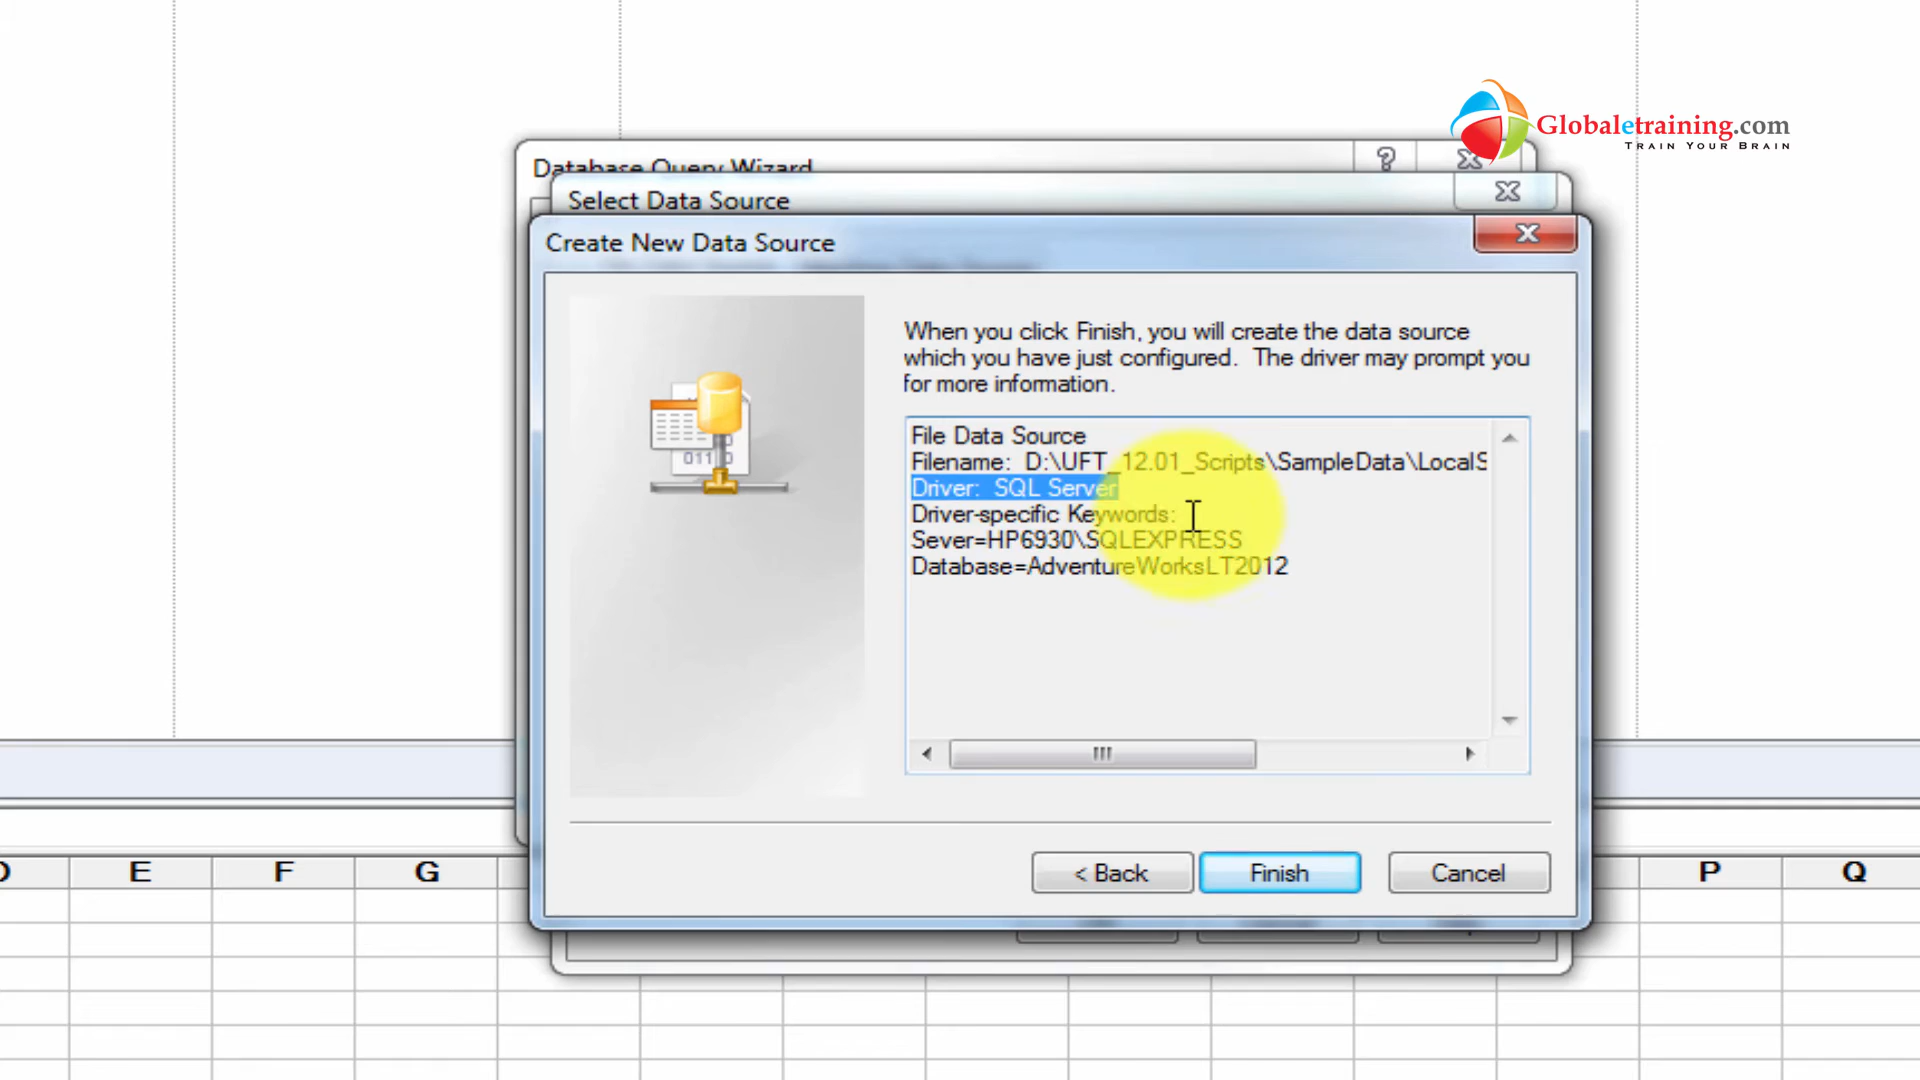 Globaletraining.com
TRAIN YOUR BRAIN
Database Query Wizard
Select Data Source
Create New Data Source
When you click Finish, you will create the data source
which you have just configured. The driver may prompt you
for more information.
File Data Source
Filename: D:\UFT_12.01_Scripts\SampleData\LocalS
Driver: SQL Server
Driver-specific Keywords:
Sever=HP6930\SQLEXPRESS
Database=AdventureWorksLT2012
< Back Finish Cancel
E F G P Q